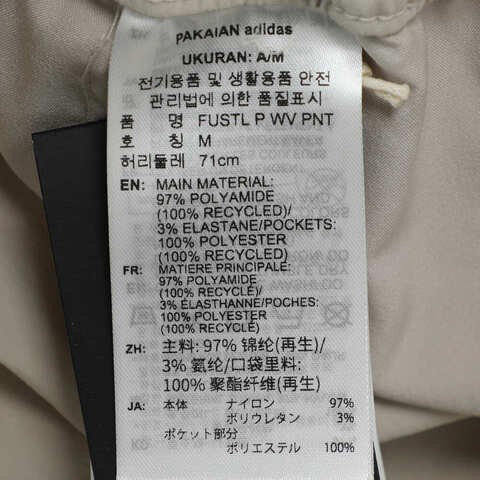 PAKAIAN adidas
UKURAN: A/M
전기용품 및 생활용품 안전
관리법에 의한 품질표시
품 명 FUSTL P WV PNT
호 칭 M
허리둘레 71cm
EN: MAIN MATERIAL:
97% POLYAMIDE
(100% RECYCLED)/
3% ELASTANE/POCKETS:
100% POLYESTER
(100% RECYCLED)
FR: MATIERE PRINCIPALE:
97% POLYAMIDE
(100% RECYCLE)/
3% ÉLASTHANNE/POCHES:
100% POLYESTER
(100% RECYCLE)
ZH: 主料: 97% 锦纶(再生)/
3% 氨纶/口袋里料:
100% 聚酯纤维(再生)
JA: 本体 ナイロン 97%
ポリウレタン 3%
ポケット部分
ポリエステル 100%